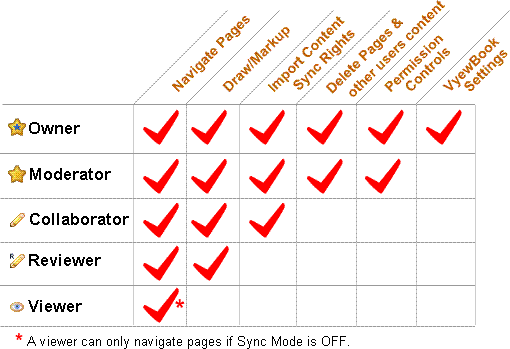 Navigate Pages
Draw/Markup
Import Content
Sync Rights
Delete Pages &
other users content
Permission
Controls
VyewBook
Settings
Owner
Moderator
Collaborator
R
Reviewer
Viewer
*
* A viewer can only navigate pages if Sync Mode is OFF.